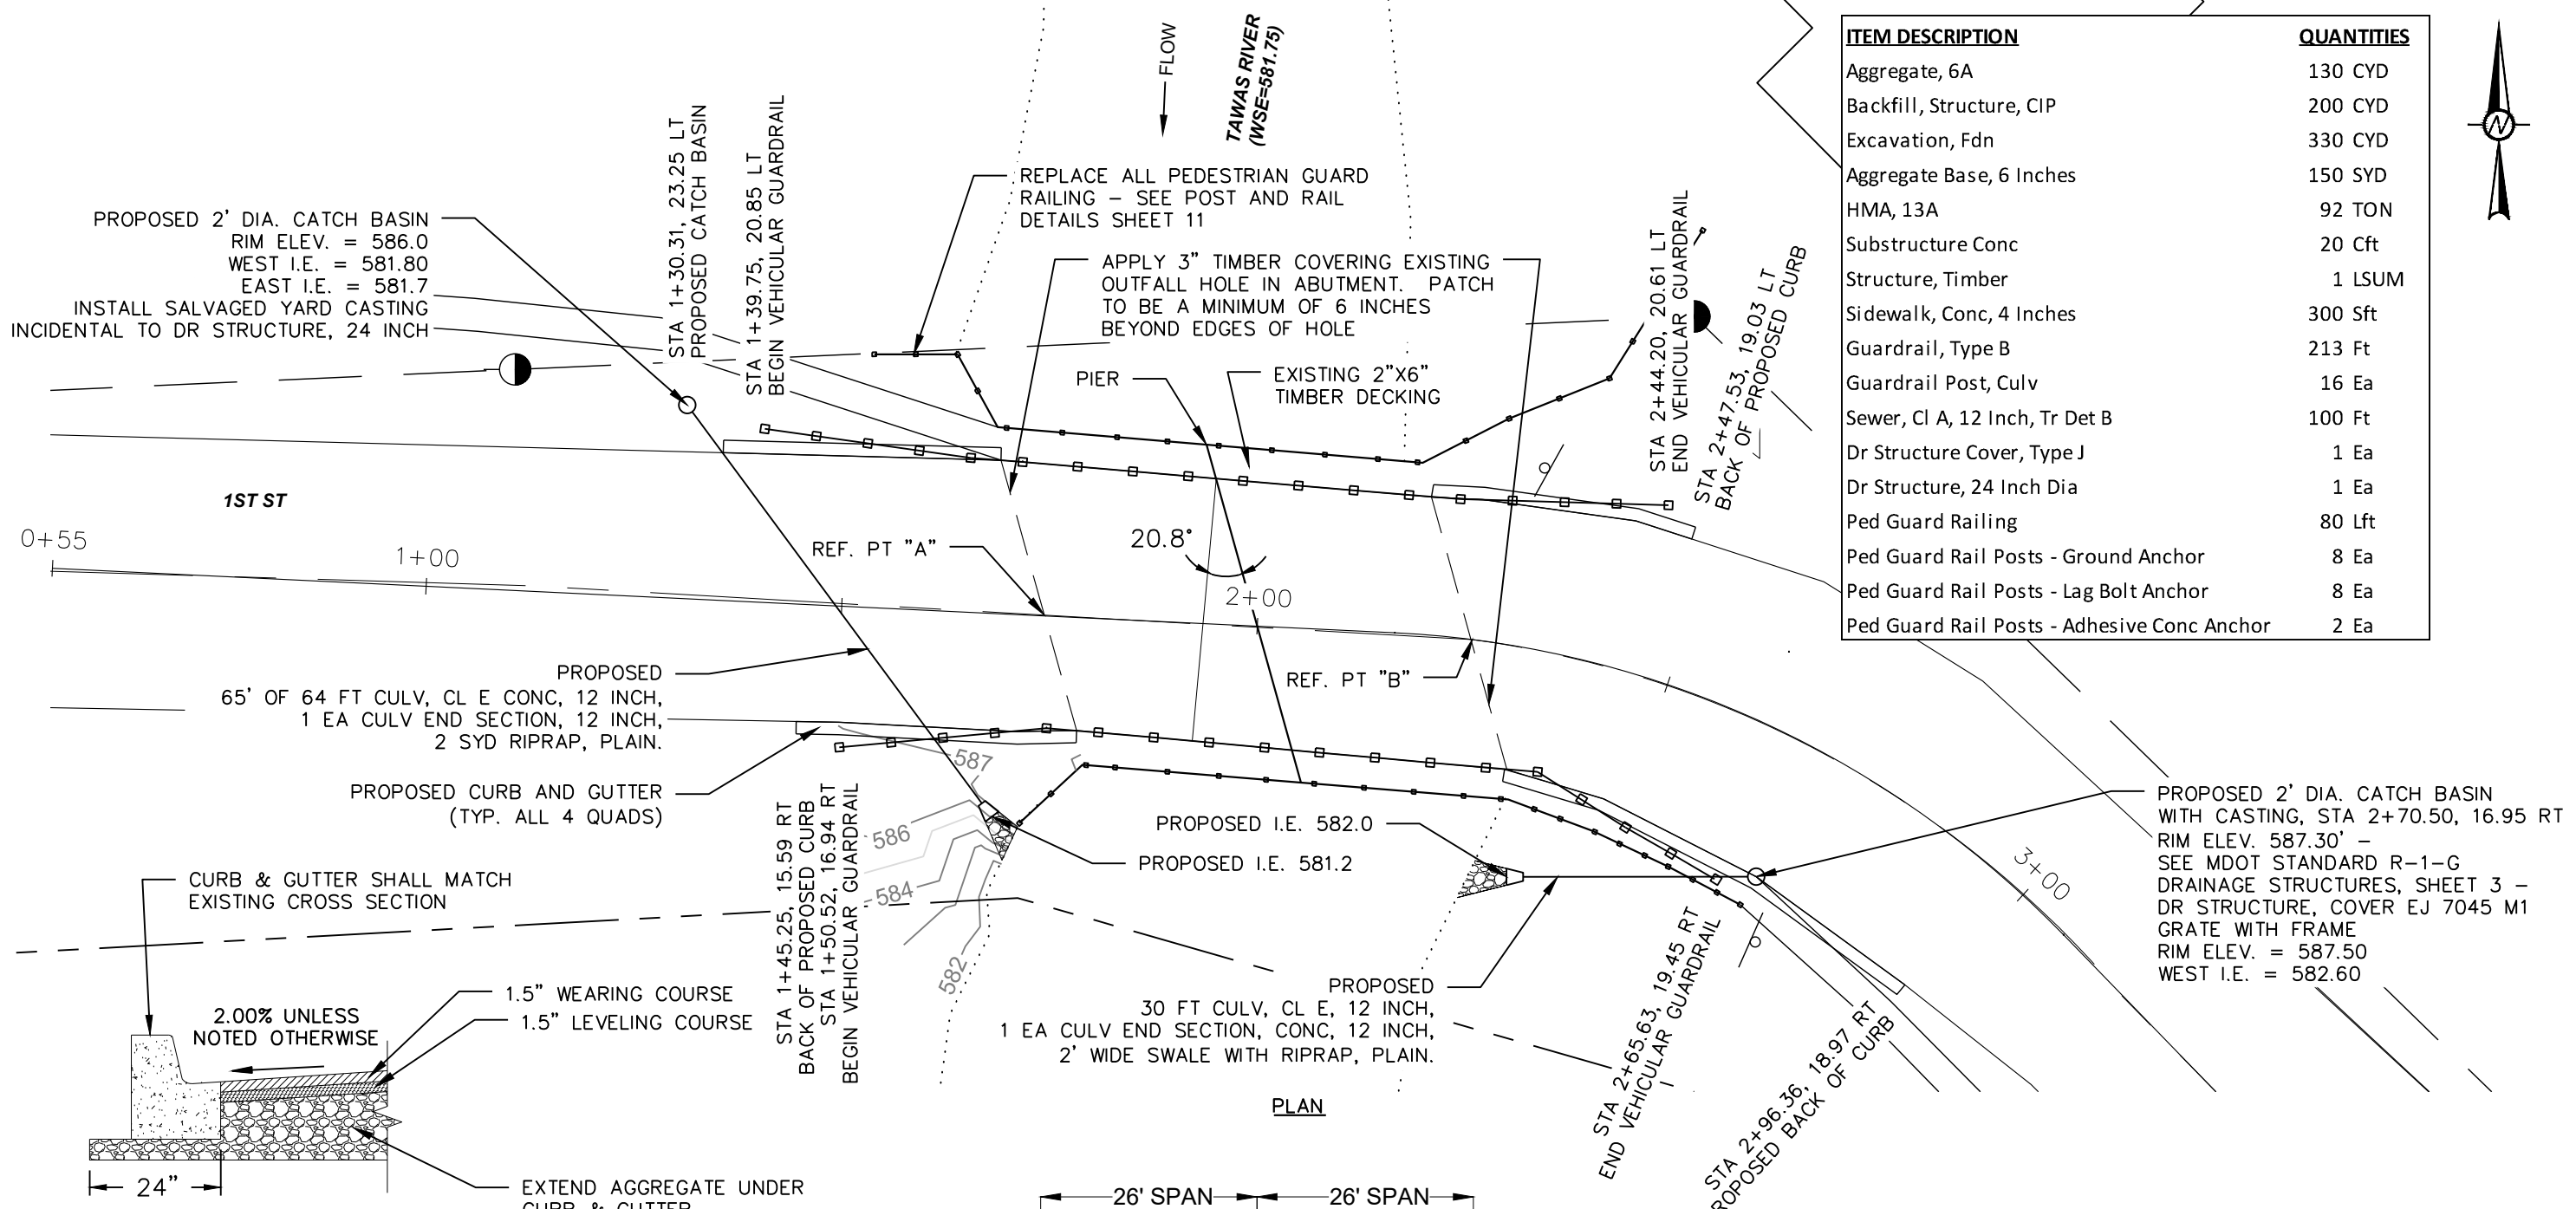 ITEM DESCRIPTION QUANTITIES
Aggregate, 6A 130 CYD
Backfill, Structure, CIP 200 CYD
Excavation, Fdn 330 CYD
Aggregate Base, 6 Inches 150 SYD
HMA, 13A 92 TON
Substructure Conc 20 Cft
Structure, Timber 1 LSUM
Sidewalk, Conc, 4 Inches 300 Sft
Guardrail, Type B 213 Ft
Guardrail Post, Culv 16 Ea
Sewer, Cl A, 12 Inch, Tr Det B 100 Ft
Dr Structure Cover, Type J 1 Ea
Dr Structure, 24 Inch Dia 1 Ea
Ped Guard Railing 80 Lft
Ped Guard Rail Posts - Ground Anchor 8 Ea
Ped Guard Rail Posts - Lag Bolt Anchor 8 Ea
Ped Guard Rail Posts - Adhesive Conc Anchor 2 Ea
N
FLOW
TAWAS RIVER
(WSE=581.75)
PROPOSED 2' DIA. CATCH BASIN
RIM ELEV. = 586.0
WEST I.E. = 581.80
EAST I.E. = 581.7
INSTALL SALVAGED YARD CASTING
INCIDENTAL TO DR STRUCTURE, 24 INCH
STA 1+30.31, 23.25 LT
PROPOSED CATCH BASIN
STA 1+39.75, 20.85 LT
BEGIN VEHICULAR GUARDRAIL
REPLACE ALL PEDESTRIAN GUARD
RAILING – SEE POST AND RAIL
DETAILS SHEET 11
APPLY 3" TIMBER COVERING EXISTING
OUTFALL HOLE IN ABUTMENT. PATCH
TO BE A MINIMUM OF 6 INCHES
BEYOND EDGES OF HOLE
PIER
EXISTING 2"X6"
TIMBER DECKING
STA 2+44.20, 20.61 LT
END VEHICULAR GUARDRAIL
STA 2+47.53, 19.03 LT
BACK OF PROPOSED CURB
1ST ST
0+55
1+00
REF. PT "A"
20.8°
2+00
REF. PT "B"
3+00
PROPOSED
65' OF 64 FT CULV, CL E CONC, 12 INCH,
1 EA CULV END SECTION, 12 INCH,
2 SYD RIPRAP, PLAIN.
PROPOSED CURB AND GUTTER
(TYP. ALL 4 QUADS)
587
586
584
582
STA 1+45.25, 15.59 RT
BACK OF PROPOSED CURB
STA 1+50.52, 16.94 RT
BEGIN VEHICULAR GUARDRAIL
PROPOSED I.E. 582.0
PROPOSED I.E. 581.2
PROPOSED 2' DIA. CATCH BASIN
WITH CASTING, STA 2+70.50, 16.95 RT
RIM ELEV. 587.30' –
SEE MDOT STANDARD R–1–G
DRAINAGE STRUCTURES, SHEET 3 –
DR STRUCTURE, COVER EJ 7045 M1
GRATE WITH FRAME
RIM ELEV. = 587.50
WEST I.E. = 582.60
PROPOSED
30 FT CULV, CL E, 12 INCH,
1 EA CULV END SECTION, CONC, 12 INCH,
2' WIDE SWALE WITH RIPRAP, PLAIN.
STA 2+65.63, 19.45 RT
END VEHICULAR GUARDRAIL
STA 2+96.36, 18.97 RT
ROPOSED BACK OF CURB
CURB & GUTTER SHALL MATCH
EXISTING CROSS SECTION
2.00% UNLESS
NOTED OTHERWISE
1.5" WEARING COURSE
1.5" LEVELING COURSE
24"
EXTEND AGGREGATE UNDER
CURB & GUTTER
PLAN
26' SPAN
26' SPAN